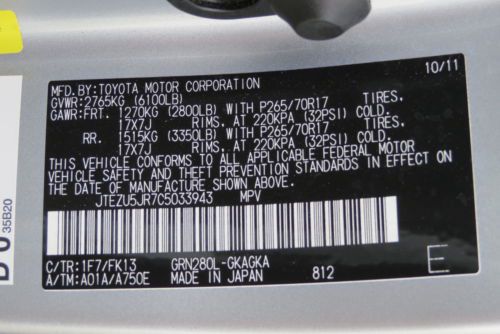 MFD.BY:TOYOTA MOTOR CORPORATION 10/11
GVWR:2765KG (6100LB)
GAWR:FRT. 1270KG (2800LB) WITH P265/70R17 TIRES,
17X7J RIMS, AT 220KPA (32PSI) COLD
RR. 1515KG (3350LB) WITH P265/70R17 TIRES,
17X7J RIMS, AT 220KPA (32PSI) COLD
THIS VEHICLE CONFORMS TO ALL APPLICABLE FEDERAL MOTOR
VEHICLE SAFETY AND THEFT PREVENTION STANDARDS IN EFFECT
ON THE DATE OF MANUFACTURE SHOWN ABOVE.
JTEZU5JR7C5033943 MPV
C/TR:1F7/FK13 GRN280L-GKAGKA
A/TM:A01A/A750E MADE IN JAPAN 812 E
35B20